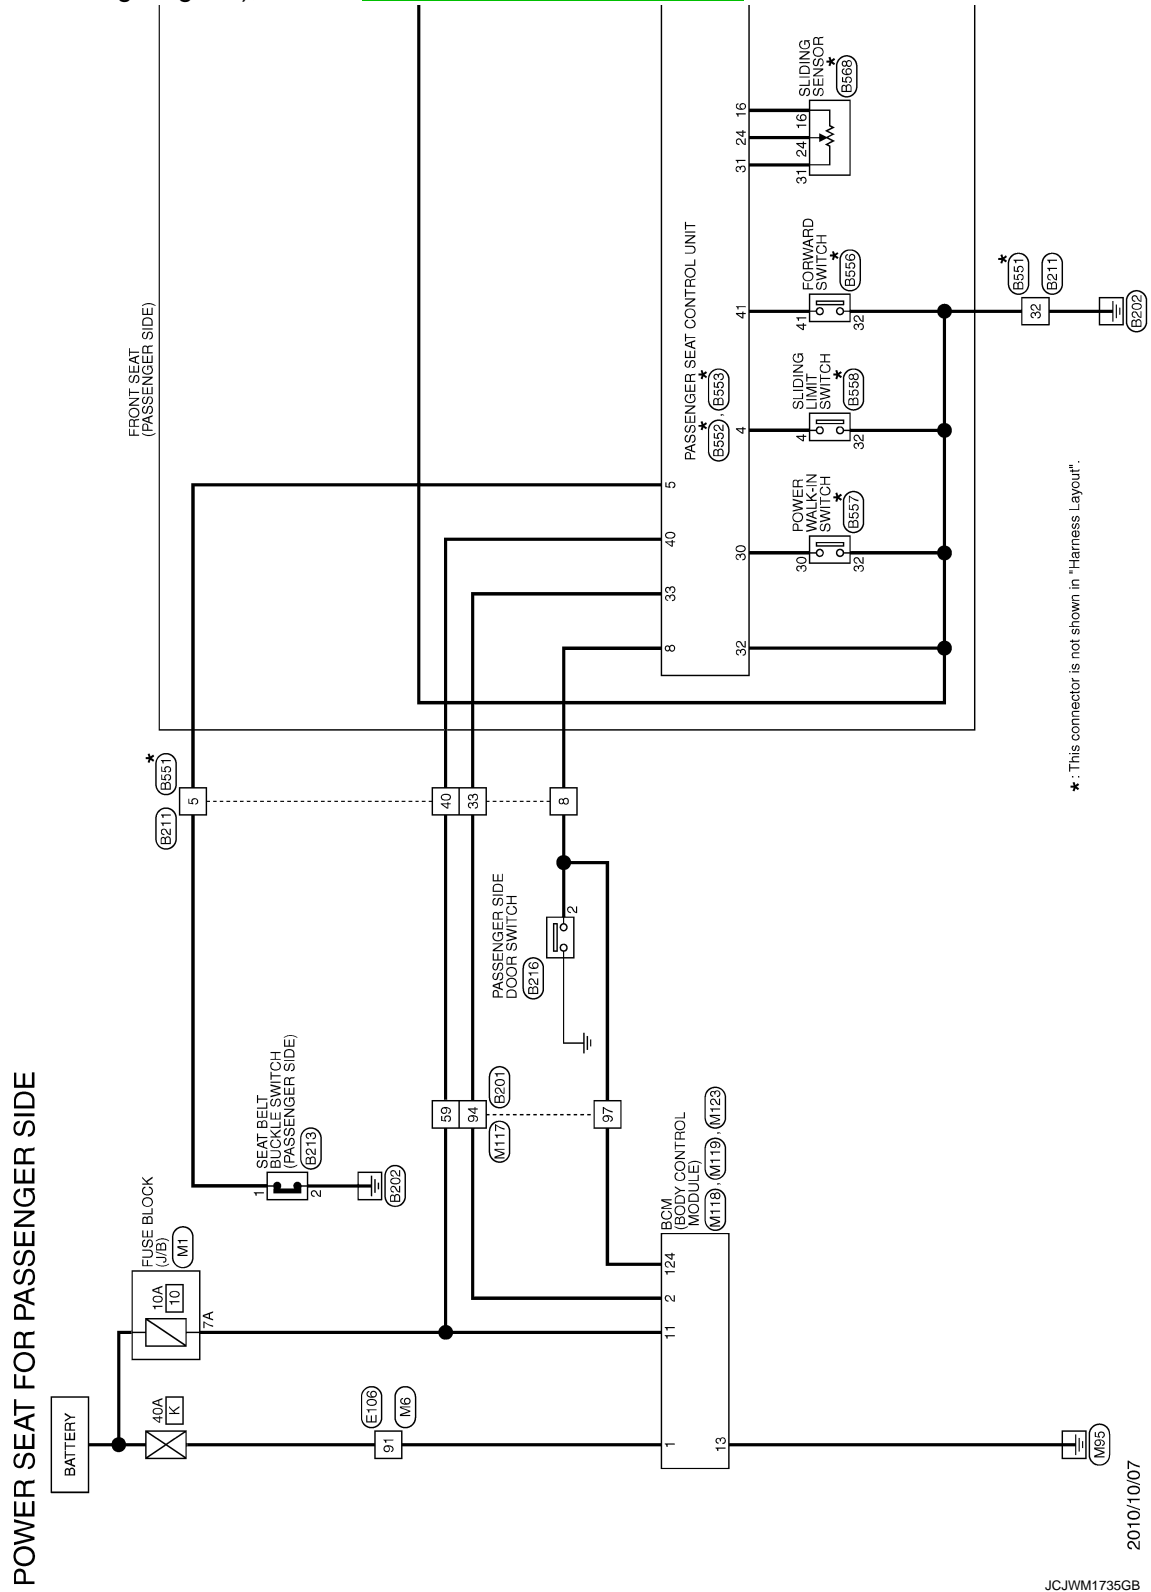 POWER SEAT FOR PASSENGER SIDE
BATTERY
40A
K
E106
91
M6
1
13
M95
FUSE BLOCK
(J/B)
M1
10A
10
7A
11
2
124
BCM
(BODY CONTROL
MODULE)
M118 , M119 , M123
SEAT BELT
BUCKLE SWITCH
(PASSENGER SIDE)
B213
1
2
B202
59
94
97
M117
B201
PASSENGER SIDE
DOOR SWITCH
B216
2
B211
B551
*
5
40
33
8
FRONT SEAT
(PASSENGER SIDE)
8
33
40
5
PASSENGER SEAT CONTROL UNIT
B552 * , B553 *
32
30
4
41
31
24
16
POWER
WALK-IN
SWITCH
*
B557
30
32
SLIDING
LIMIT
SWITCH
*
B558
4
32
FORWARD
SWITCH
*
B556
41
32
SLIDING
SENSOR
*
B568
31
24
16
*
B551
B211
32
B202
* : This connector is not shown in "Harness Layout".
2010/10/07
JCJWM1735GB